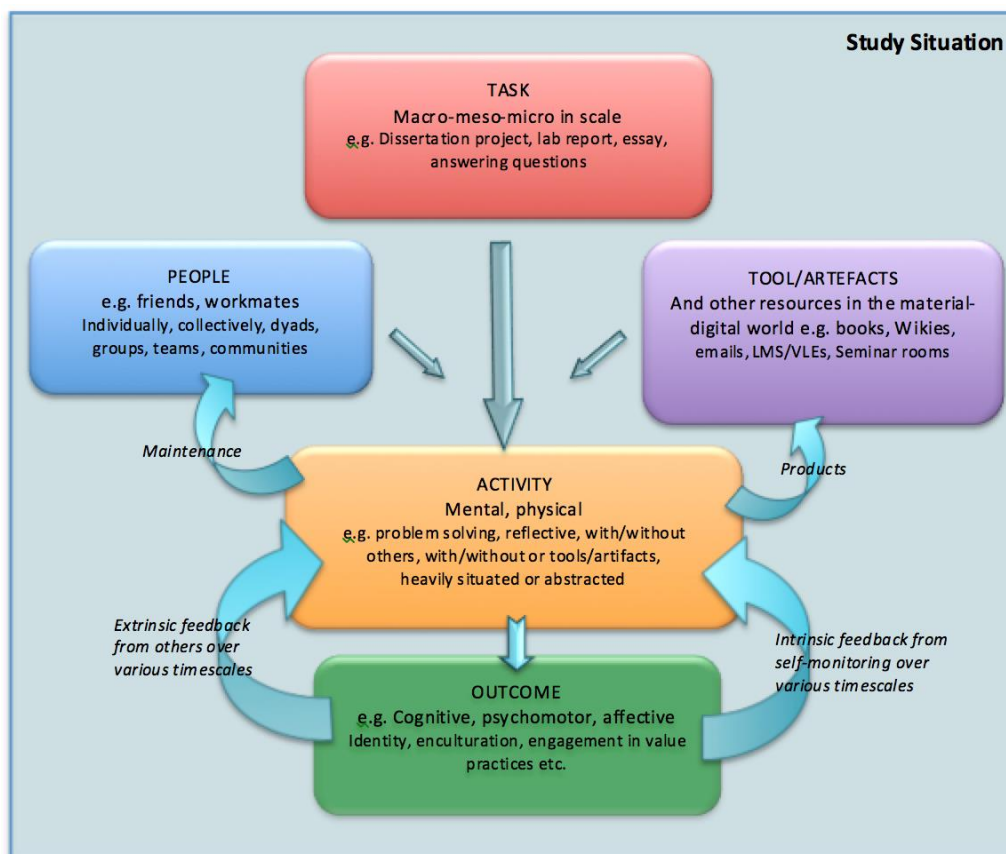 Study Situation
TASK
Macro-meso-micro in scale
e.g. Dissertation project, lab report, essay,
answering questions
PEOPLE
e.g. friends, workmates
Individually, collectively, dyads,
groups, teams, communities
TOOL/ARTEFACTS
And other resources in the material-
digital world e.g. books, Wikies,
emails, LMS/VLEs, Seminar rooms
Maintenance
Products
ACTIVITY
Mental, physical
e.g. problem solving, reflective, with/without
others, with/without or tools/artifacts,
heavily situated or abstracted
Extrinsic feedback
from others over
various timescales
Intrinsic feedback from
self-monitoring over
various timescales
OUTCOME
e.g. Cognitive, psychomotor, affective
Identity, enculturation, engagement in value
practices etc.